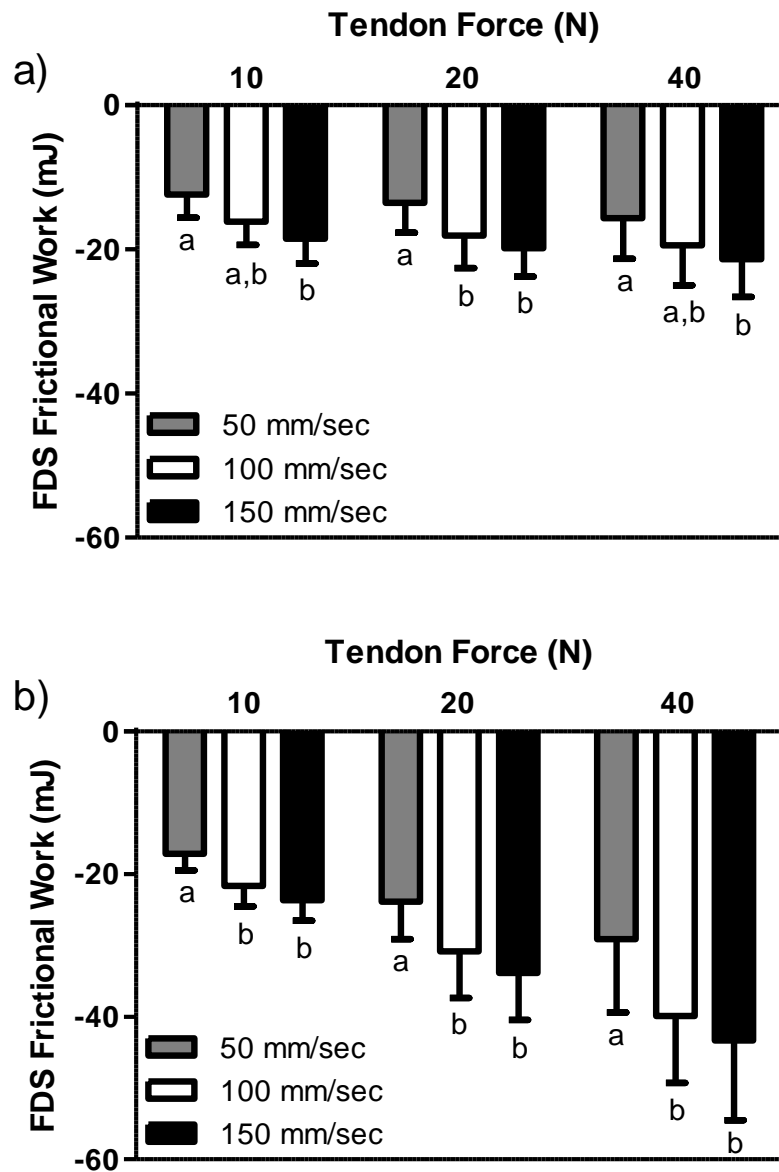 Tendon Force (N)
a)
10 20 40
0
-20
-40
-60
FDS Frictional Work (mJ)
a a,b b a b b a a,b b
50 mm/sec
100 mm/sec
150 mm/sec
Tendon Force (N)
b)
10 20 40
0
-20
-40
-60
FDS Frictional Work (mJ)
a b b a b b a b b
50 mm/sec
100 mm/sec
150 mm/sec